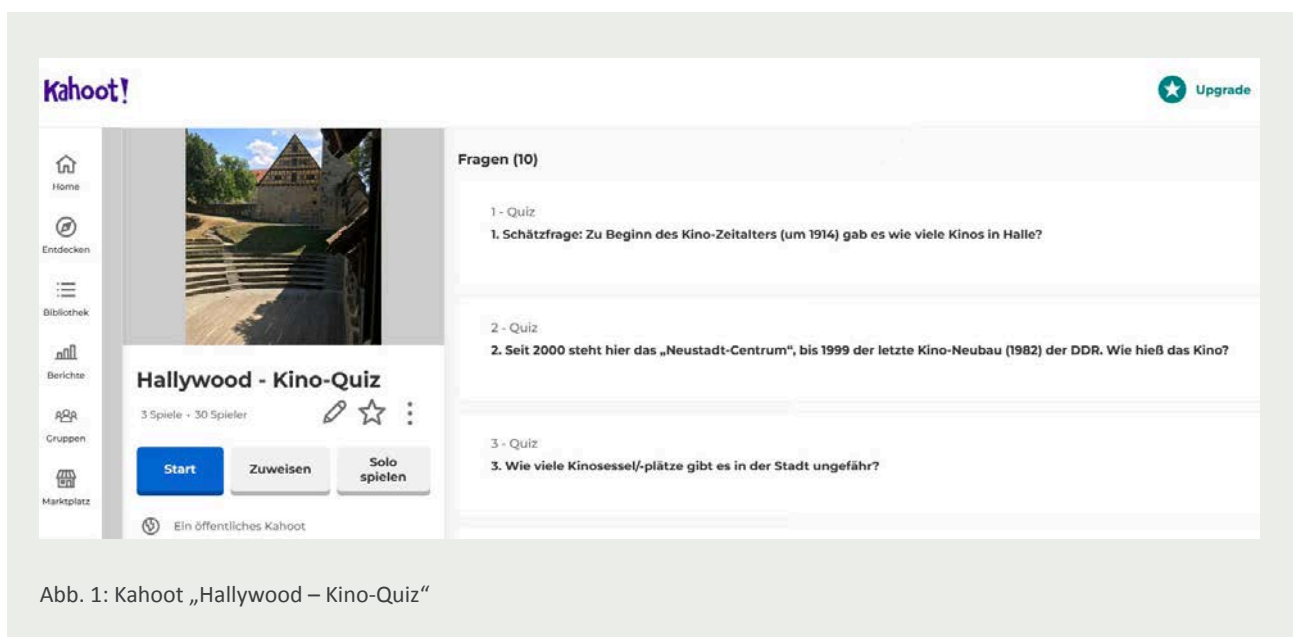 Kahoot!
Upgrade
Home
Entdecken
Bibliothek
Berichte
Gruppen
Marktplatz
Hallywood - Kino-Quiz
3 Spiele · 30 Spieler
Start
Zuweisen
Solo
spielen
Ein öffentliches Kahoot
Fragen (10)
1 - Quiz
1. Schätzfrage: Zu Beginn des Kino-Zeitalters (um 1914) gab es wie viele Kinos in Halle?
2 - Quiz
2. Seit 2000 steht hier das „Neustadt-Centrum“, bis 1999 der letzte Kino-Neubau (1982) der DDR. Wie hieß das Kino?
3 - Quiz
3. Wie viele Kinosessel/-plätze gibt es in der Stadt ungefähr?
Abb. 1: Kahoot „Hallywood – Kino-Quiz“